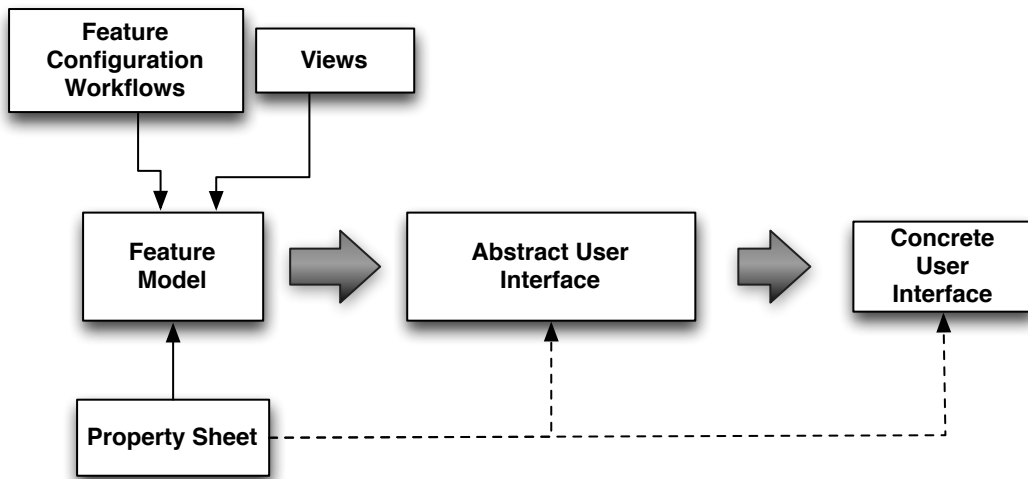 Feature
Configuration
Workflows
Views
Feature
Model
Abstract User
Interface
Concrete
User
Interface
Property Sheet